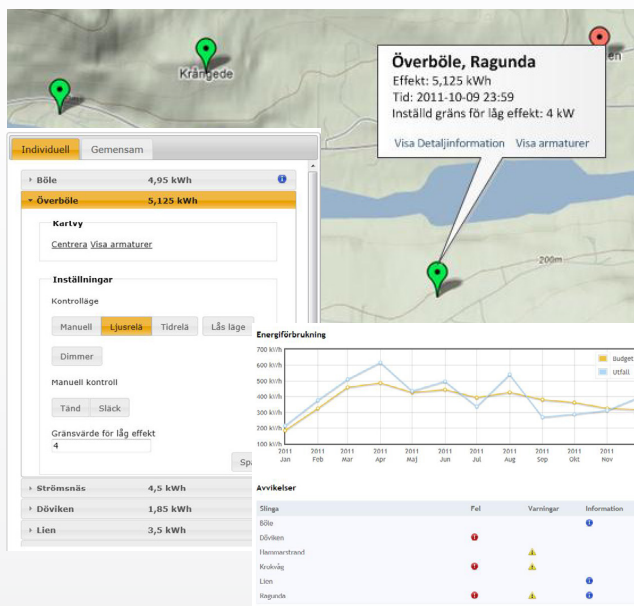 Krångede
Överböle, Ragunda
Effekt: 5,125 kWh
Tid: 2011-10-09 23:59
Inställd gräns för låg effekt: 4 kW
Visa Detaljinformation Visa armaturer
en
200m
Individuell Gemensam
Böle 4,95 kWh
Överböle 5,125 kWh
Kartvy
Centrera Visa armaturer
Inställningar
Kontrolläge
Manuell Ljusrelä Tidrelä Lås läge
Dimmer
Manuell kontroll
Tänd Släck
Gränsvärde för låg effekt
4
Spa
Strömsnäs 4,5 kWh
Döviken 1,85 kWh
Lien 3,5 kWh
Energiförbrukning
700 kWh
600 kWh
500 kWh
400 kWh
300 kWh
200 kWh
100 kWh
Budget
Utfall
2011 2011 2011 2011 2011 2011 2011 2011 2011 2011 2011
Jan Feb Mar Apr Maj Jun Jul Aug Sep Okt Nov
Avvikelser
Slinga Fel Varningar Information
Böle
Döviken
Hammarstrand
Krokvåg
Lien
Ragunda